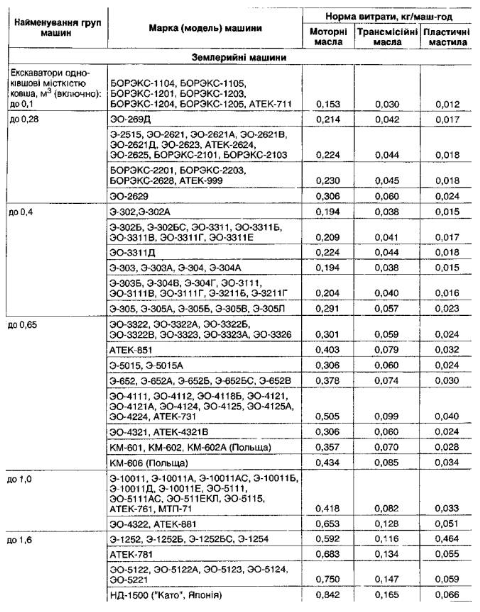 Найменування груп машин
Марка (модель) машини
Норма витрати, кг/маш-год
Моторні масла
Трансмісійні масла
Пластичні мастила
Землерийні машини
Екскаватори одно-
ківшові місткістю
ковша, м³ (включно):
до 0,1
БОРЭКС-1104, БОРЭКС-1105,
БОРЭКС-1201, БОРЭКС-1203,
БОРЭКС-1204, БОРЭКС-1205, АТЕК-711 0,153 0,030 0,012
до 0,28 ЭО-269Д 0,214 0,042 0,017
Э-2515, ЭО-2621, ЭО-2621А, ЭО-2621В,
ЭО-2621Д, ЭО-2623, АТЕК-2624,
ЭО-2625, БОРЭКС-2101, БОРЭКС-2103 0,224 0,044 0,018
БОРЭКС-2201, БОРЭКС-2203,
БОРЭКС-2628, АТЕК-999 0,230 0,045 0,018
ЭО-2629 0,306 0,060 0,024
до 0,4 Э-302,Э-302А 0,194 0,038 0,015
Э-302Б, Э-302БС, ЭО-3311, ЭО-3311Б,
ЭО-3311В, ЭО-3311Г, ЭО-3311Е 0,209 0,041 0,017
ЭО-3311Д 0,224 0,044 0,018
Э-303, Э-303А, Э-304, Э-304А 0,194 0,038 0,015
Э-303Б, Э-304В, Э-304Г, ЭО-3111,
ЭО-3111В, ЭО-3111Г, Э-3211Б, Э-3211Г 0,204 0,040 0,016
Э-305, Э-305А, Э-305Б, Э-305В, Э-305Л 0,291 0,057 0,023
до 0,65 ЭО-3322, ЭО-3322А, ЭО-3322Б,
ЭО-3322В, ЭО-3323, ЭО-3323А, ЭО-3326 0,301 0,059 0,024
АТЕК-851 0,403 0,079 0,032
Э-5015, Э-5015А 0,306 0,060 0,024
Э-652, Э-652А, Э-652Б, Э-652БС, Э-652В 0,378 0,074 0,030
ЭО-4111, ЭО-4112, ЭО-4118Б, ЭО-4121,
ЭО-4121А, ЭО-4124, ЭО-4125, ЭО-4125А,
ЭО-4224, АТЕК-731 0,505 0,099 0,040
ЭО-4321, АТЕК-4321В 0,306 0,060 0,024
КМ-601, КМ-602, КМ-602А (Польща) 0,357 0,070 0,028
КМ-606 (Польща) 0,434 0,085 0,034
до 1,0 Э-10011, Э-10011А, Э-10011АС, Э-10011Б,
Э-10011Д, Э-10011Е, ЭО-5111,
ЭО-5111АС, ЭО-511ЕКЛ, ЭО-5115,
АТЕК-761, МТП-71 0,418 0,082 0,033
ЭО-4322, АТЕК-881 0,653 0,128 0,051
до 1,6 Э-1252, Э-1252Б, Э-1252БС, Э-1254 0,592 0,116 0,464
АТЕК-781 0,683 0,134 0,055
ЭО-5122, ЭО-5122А, ЭО-5123, ЭО-5124,
ЭО-5221 0,750 0,147 0,059
НД-1500 ("Като", Японія) 0,842 0,165 0,066